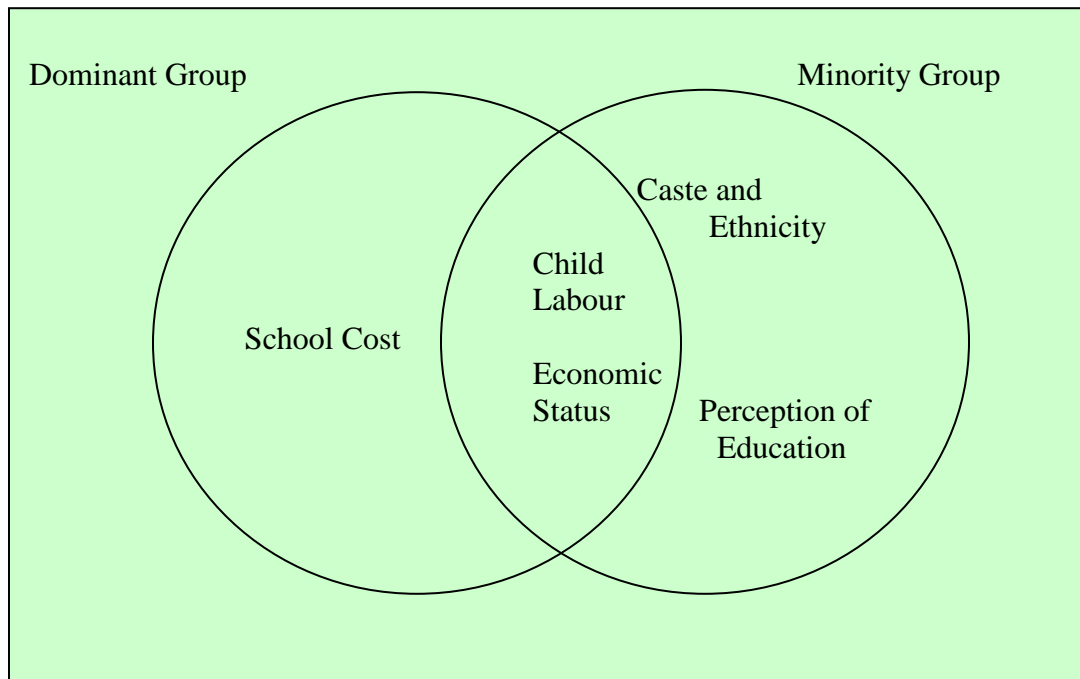 Dominant Group
Minority Group
Caste and
Ethnicity
Child
Labour
School Cost
Economic
Status
Perception of
Education